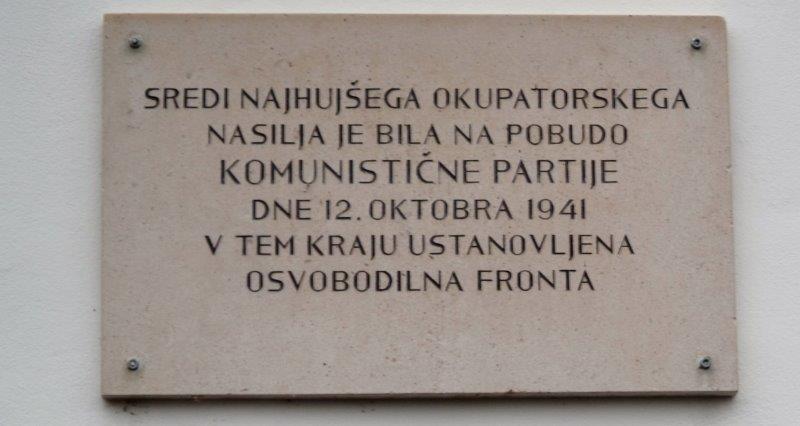 SREDI NAJHUJŠEGA OKUPATORSKEGA
NASILJA JE BILA NA POBUDO
KOMUNISTIČNE PARTIJE
DNE 12. OKTOBRA 1941
V TEM KRAJU USTANOVLJENA
OSVOBODILNA FRONTA